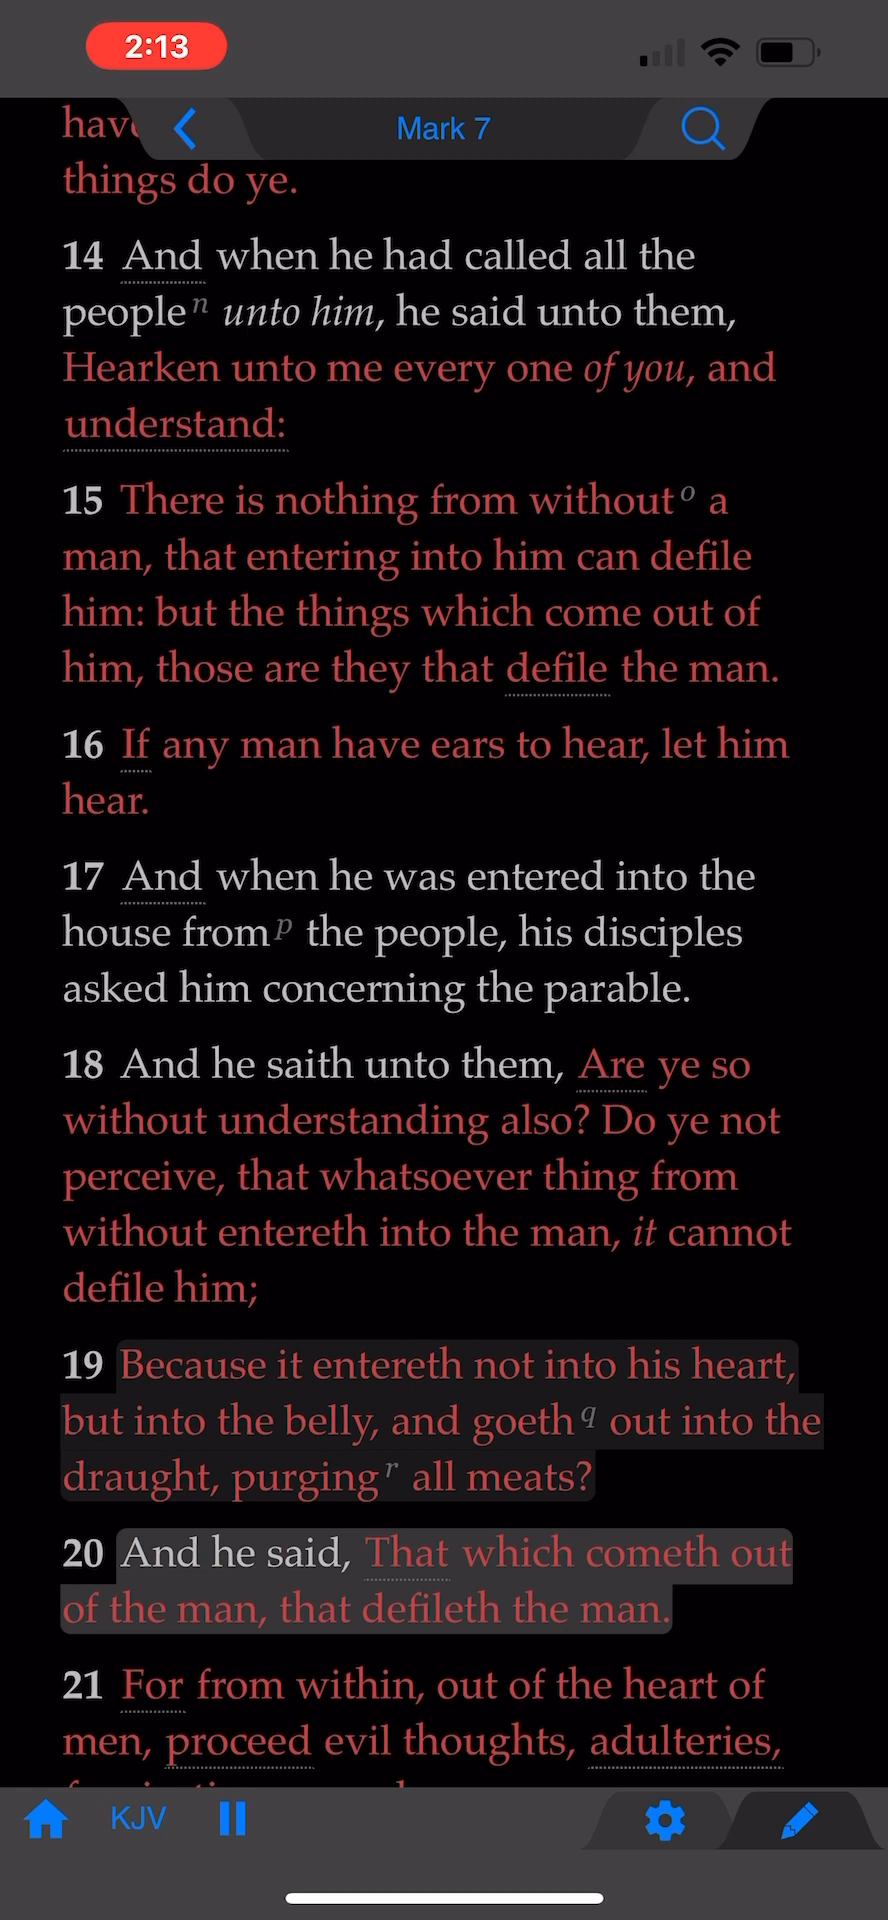 2:13
Mark 7
things do ye.
14 And when he had called all the
people n unto him, he said unto them,
Hearken unto me every one of you, and
understand:
15 There is nothing from without o a
man, that entering into him can defile
him: but the things which come out of
him, those are they that defile the man.
16 If any man have ears to hear, let him
hear.
17 And when he was entered into the
house from p the people, his disciples
asked him concerning the parable.
18 And he saith unto them, Are ye so
without understanding also? Do ye not
perceive, that whatsoever thing from
without entereth into the man, it cannot
defile him;
19 Because it entereth not into his heart,
but into the belly, and goeth q out into the
draught, purging r all meats?
20 And he said, That which cometh out
of the man, that defileth the man.
21 For from within, out of the heart of
men, proceed evil thoughts, adulteries,
KJV